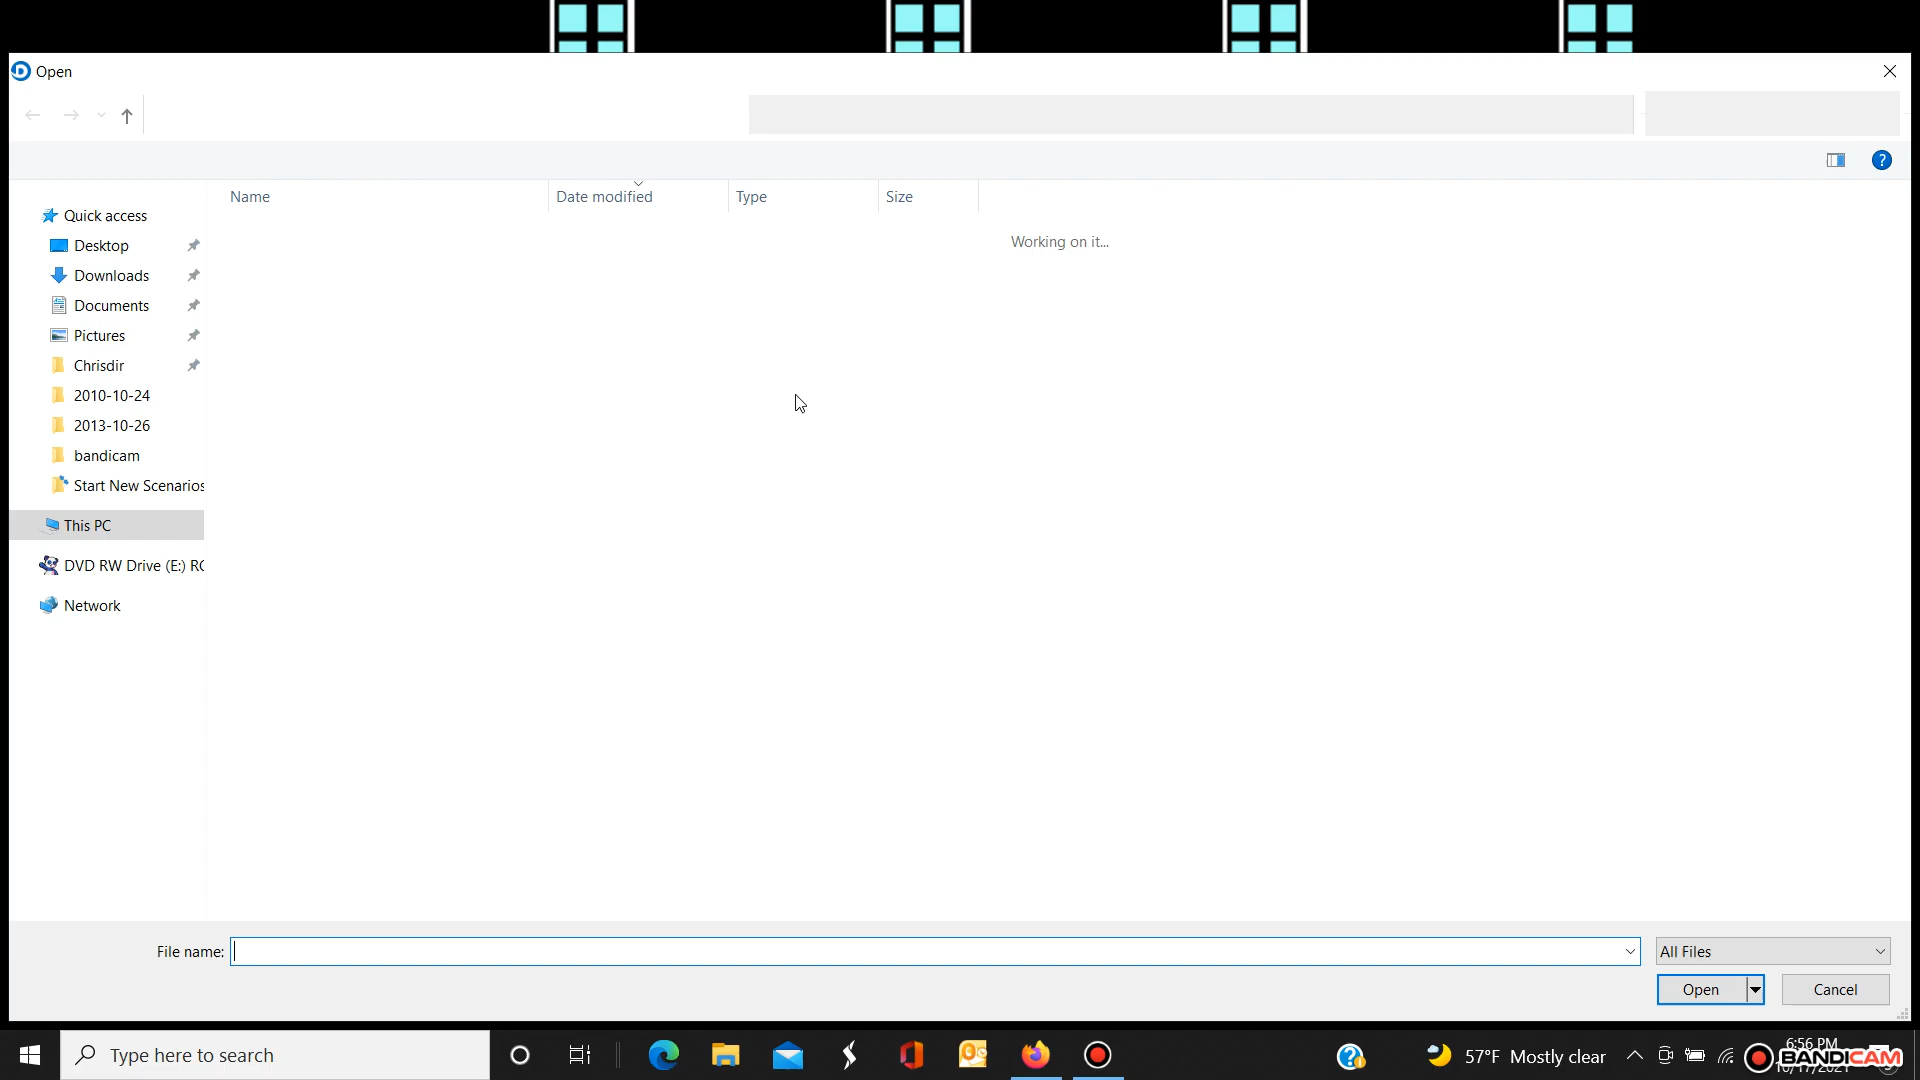 Open
Name
Date modified
Type
Size
Working on it...
Quick access
Desktop
Downloads
Documents
Pictures
Chrisdir
2010-10-24
2013-10-26
bandicam
Start New Scenarios
This PC
DVD RW Drive (E:) RC
Network
File name:
All Files
Open
Cancel
Type here to search
57°F Mostly clear
6:56 PM
BANDICAM